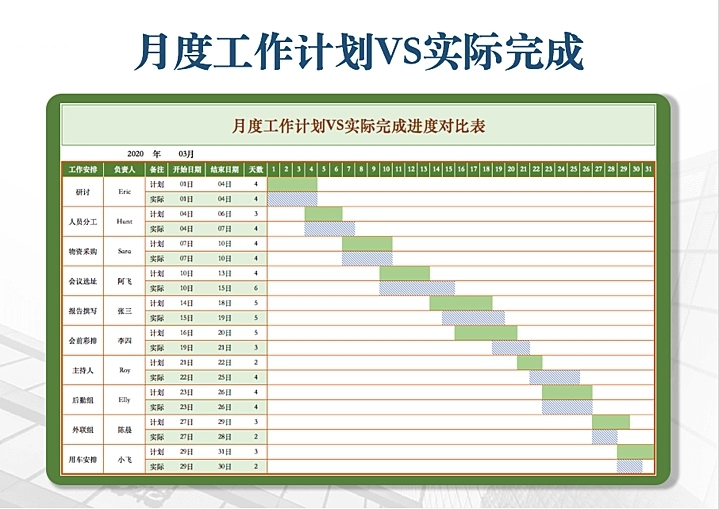 月度工作计划VS实际完成
月度工作计划VS实际完成进度对比表
2020 年 03月
工作安排 负责人 备注 开始日期 结束日期 天数 1 2 3 4 5 6 7 8 9 10 11 12 13 14 15 16 17 18 19 20 21 22 23 24 25 26 27 28 29 30 31
研讨 Eric 计划 01日 04日 4
实际 01日 04日 4
人员分工 Hunt 计划 04日 06日 3
实际 04日 07日 4
物资采购 Sara 计划 07日 10日 4
实际 07日 10日 4
会议选址 阿飞 计划 10日 13日 4
实际 10日 15日 6
报告撰写 张三 计划 14日 18日 5
实际 15日 19日 5
会前彩排 李四 计划 16日 20日 5
实际 19日 21日 3
主持人 Roy 计划 21日 22日 2
实际 22日 25日 4
后勤组 Elly 计划 23日 26日 4
实际 23日 26日 4
外联组 陈晨 计划 27日 29日 3
实际 27日 28日 2
用车安排 小飞 计划 29日 31日 3
实际 29日 30日 2